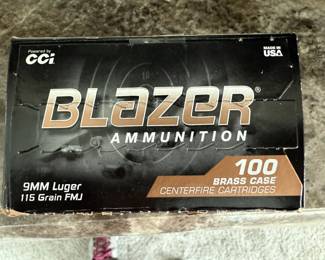 Powered by
CCI
MADE IN
USA
BLAZER®
AMMUNITION
100
BRASS CASE
CENTERFIRE CARTRIDGES
9MM Luger
115 Grain FMJ